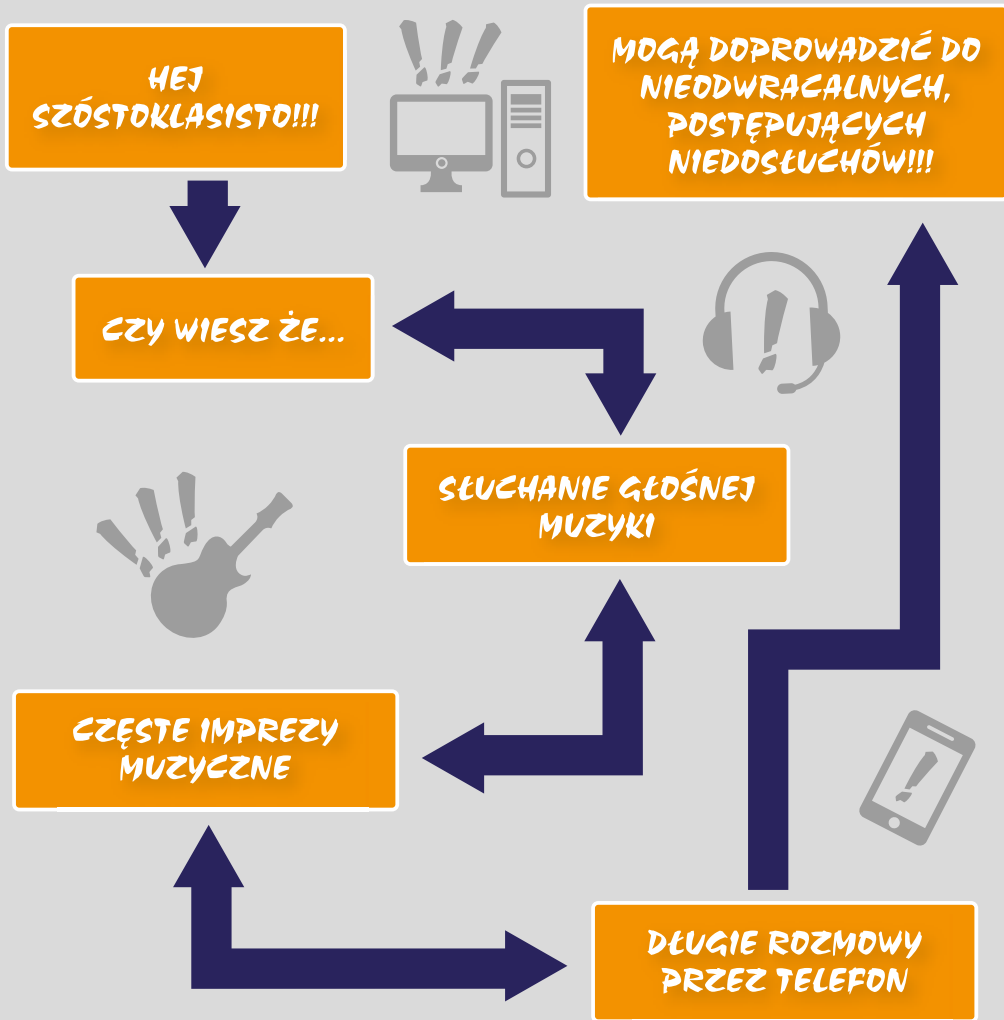 HEJ
SZÓSTOKLASISTO!!!
CZY WIESZ ŻE...
SŁUCHANIE GŁOŚNEJ
MUZYKI
CZĘSTE IMPREZY
MUZYCZNE
DŁUGIE ROZMOWY
PRZEZ TELEFON
MOGĄ DOPROWADZIĆ DO
NIEODWRACALNYCH,
POSTĘPUJĄCYCH
NIEDOSŁUCHÓW!!!